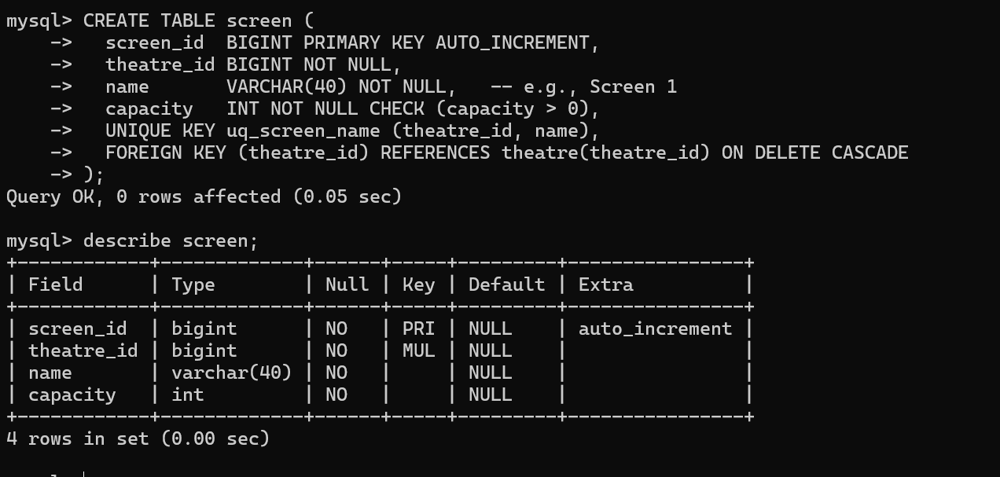 mysql> CREATE TABLE screen (
    ->   screen_id  BIGINT PRIMARY KEY AUTO_INCREMENT,
    ->   theatre_id BIGINT NOT NULL,
    ->   name       VARCHAR(40) NOT NULL,   -- e.g., Screen 1
    ->   capacity   INT NOT NULL CHECK (capacity > 0),
    ->   UNIQUE KEY uq_screen_name (theatre_id, name),
    ->   FOREIGN KEY (theatre_id) REFERENCES theatre(theatre_id) ON DELETE CASCADE
    -> );
Query OK, 0 rows affected (0.05 sec)

mysql> describe screen;
+------------+-------------+------+-----+---------+----------------+
| Field      | Type        | Null | Key | Default | Extra          |
+------------+-------------+------+-----+---------+----------------+
| screen_id  | bigint      | NO   | PRI | NULL    | auto_increment |
| theatre_id | bigint      | NO   | MUL | NULL    |                |
| name       | varchar(40) | NO   |     | NULL    |                |
| capacity   | int         | NO   |     | NULL    |                |
+------------+-------------+------+-----+---------+----------------+
4 rows in set (0.00 sec)